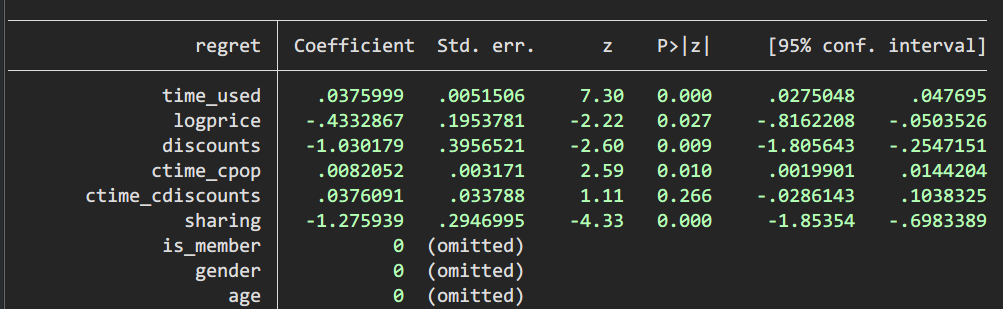 regret Coefficient Std. err. z P>|z| [95% conf. interval]
time_used .0375999 .0051506 7.30 0.000 .0275048 .047695
logprice -.4332867 .1953781 -2.22 0.027 -.8162208 -.0503526
discounts -1.030179 .3956521 -2.60 0.009 -1.805643 -.2547151
ctime_cpop .0082052 .003171 2.59 0.010 .0019901 .0144204
ctime_cdiscounts .0376091 .033788 1.11 0.266 -.0286143 .1038325
sharing -1.275939 .2946995 -4.33 0.000 -1.85354 -.6983389
is_member 0 (omitted)
gender 0 (omitted)
age 0 (omitted)